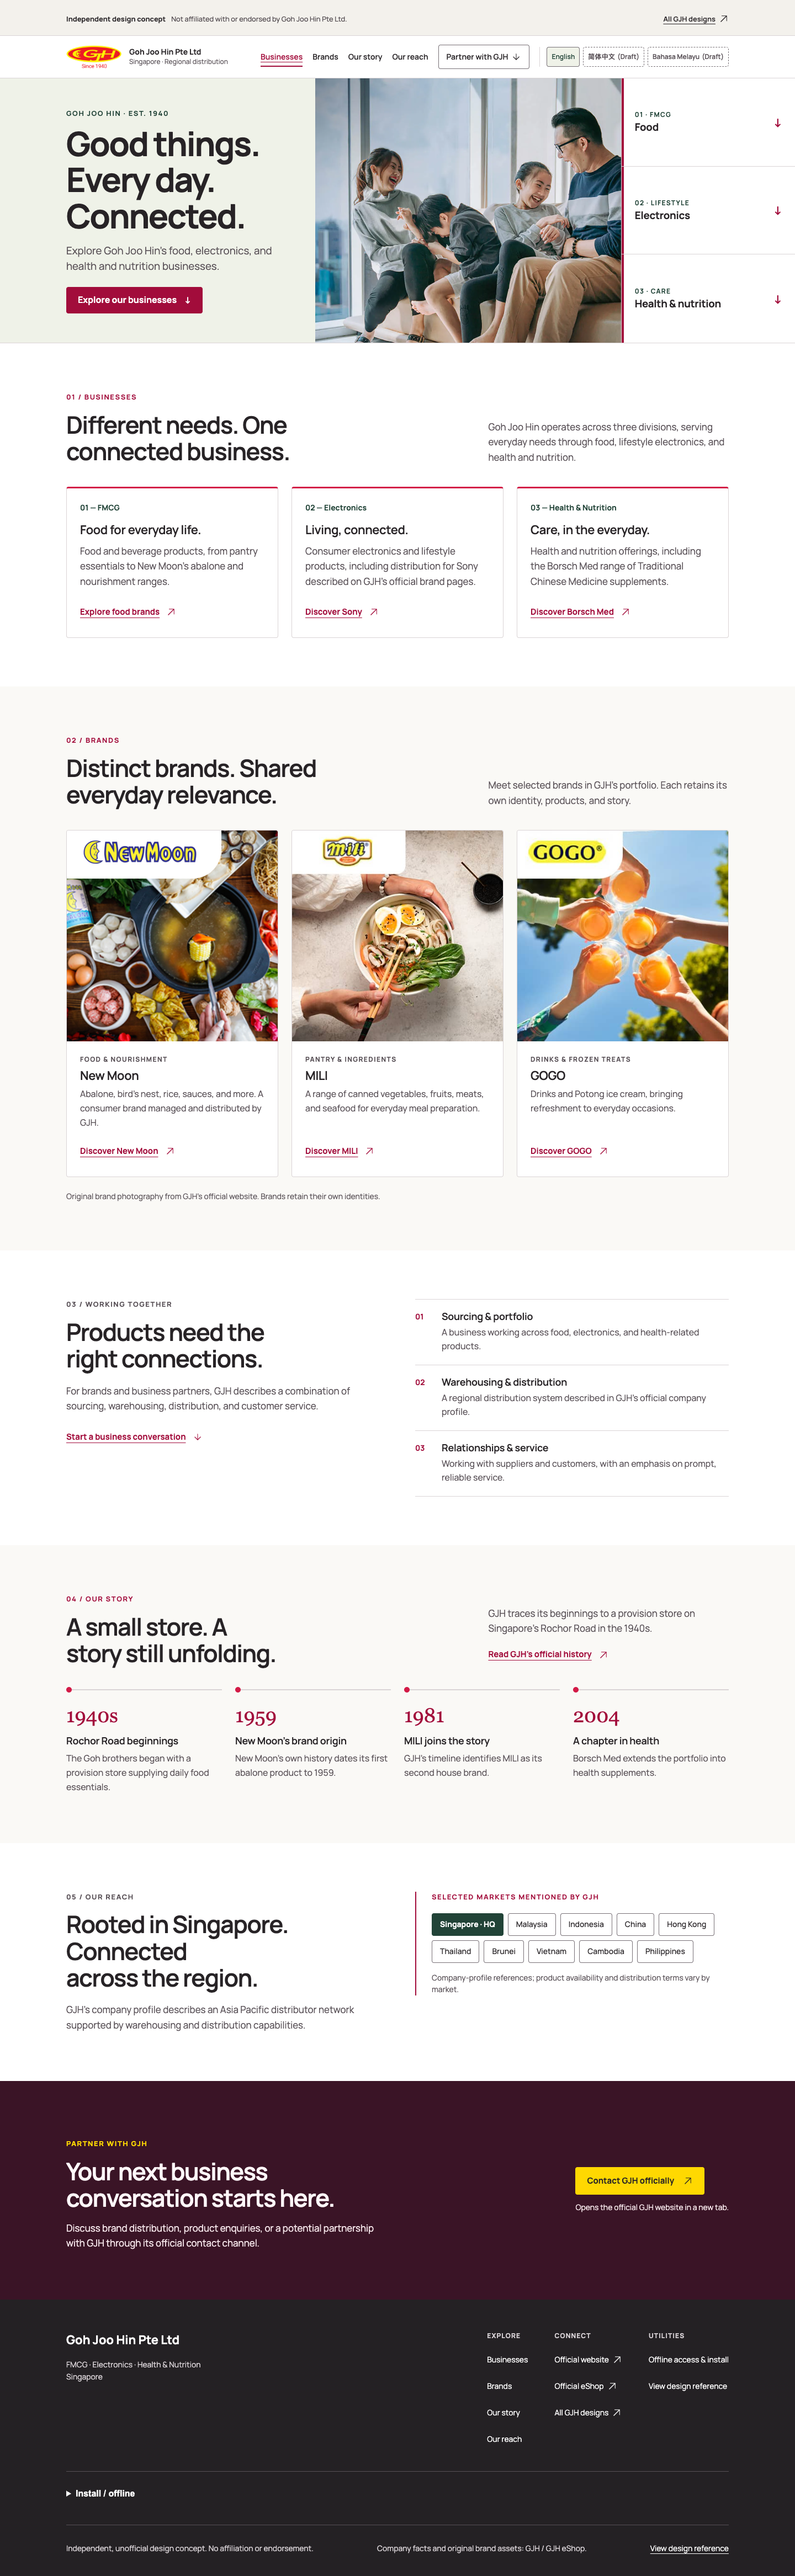 Independent design concept Not affiliated with or endorsed by Goh Joo Hin Pte Ltd.
All GJH designs
GJH
Since 1940
Goh Joo Hin Pte Ltd
Singapore · Regional distribution
Businesses
Brands
Our story
Our reach
Partner with GJH
English
简体中文 (Draft)
Bahasa Melayu (Draft)
GOH JOO HIN · EST. 1940
Good things.
Every day.
Connected.
Explore Goh Joo Hin's food, electronics, and
health and nutrition businesses.
Explore our businesses
01 · FMCG
Food
02 · LIFESTYLE
Electronics
03 · CARE
Health & nutrition
01 / BUSINESSES
Different needs. One
connected business.
Goh Joo Hin operates across three divisions, serving
everyday needs through food, lifestyle electronics, and
health and nutrition.
01 — FMCG
Food for everyday life.
Food and beverage products, from pantry
essentials to New Moon's abalone and
nourishment ranges.
Explore food brands
02 — Electronics
Living, connected.
Consumer electronics and lifestyle
products, including distribution for Sony
described on GJH's official brand pages.
Discover Sony
03 — Health & Nutrition
Care, in the everyday.
Health and nutrition offerings, including
the Borsch Med range of Traditional
Chinese Medicine supplements.
Discover Borsch Med
02 / BRANDS
Distinct brands. Shared
everyday relevance.
Meet selected brands in GJH's portfolio. Each retains its
own identity, products, and story.
New Moon
mili
GOGO®
FOOD & NOURISHMENT
New Moon
Abalone, bird's nest, rice, sauces, and more. A
consumer brand managed and distributed by
GJH.
Discover New Moon
PANTRY & INGREDIENTS
MILI
A range of canned vegetables, fruits, meats,
and seafood for everyday meal preparation.
Discover MILI
DRINKS & FROZEN TREATS
GOGO
Drinks and Potong ice cream, bringing
refreshment to everyday occasions.
Discover GOGO
Original brand photography from GJH's official website. Brands retain their own identities.
03 / WORKING TOGETHER
Products need the
right connections.
For brands and business partners, GJH describes a combination of
sourcing, warehousing, distribution, and customer service.
Start a business conversation
01 Sourcing & portfolio
A business working across food, electronics, and health-related
products.
02 Warehousing & distribution
A regional distribution system described in GJH's official company
profile.
03 Relationships & service
Working with suppliers and customers, with an emphasis on prompt,
reliable service.
04 / OUR STORY
A small store. A
story still unfolding.
GJH traces its beginnings to a provision store on
Singapore's Rochor Road in the 1940s.
Read GJH's official history
1940s
Rochor Road beginnings
The Goh brothers began with a
provision store supplying daily food
essentials.
1959
New Moon's brand origin
New Moon's own history dates its first
abalone product to 1959.
1981
MILI joins the story
GJH's timeline identifies MILI as its
second house brand.
2004
A chapter in health
Borsch Med extends the portfolio into
health supplements.
05 / OUR REACH
Rooted in Singapore.
Connected
across the region.
GJH's company profile describes an Asia Pacific distributor network
supported by warehousing and distribution capabilities.
SELECTED MARKETS MENTIONED BY GJH
Singapore · HQ
Malaysia
Indonesia
China
Hong Kong
Thailand
Brunei
Vietnam
Cambodia
Philippines
Company-profile references; product availability and distribution terms vary by
market.
PARTNER WITH GJH
Your next business
conversation starts here.
Discuss brand distribution, product enquiries, or a potential partnership
with GJH through its official contact channel.
Contact GJH officially
Opens the official GJH website in a new tab.
Goh Joo Hin Pte Ltd
FMCG · Electronics · Health & Nutrition
Singapore
EXPLORE
Businesses
Brands
Our story
Our reach
CONNECT
Official website
Official eShop
All GJH designs
UTILITIES
Offline access & install
View design reference
Install / offline
Independent, unofficial design concept. No affiliation or endorsement.
Company facts and original brand assets: GJH / GJH eShop.
View design reference